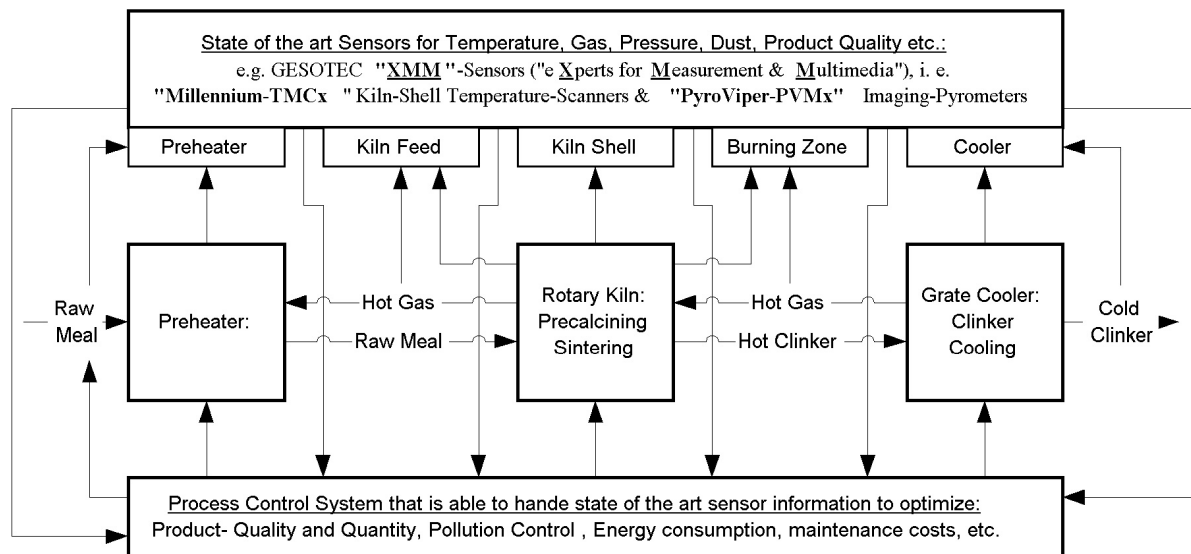 State of the art Sensors for Temperature, Gas, Pressure, Dust, Product Quality etc.:
e.g. GESOTEC "XMM"-Sensors ("e Xperts for Measurement & Multimedia"), i. e.
"Millennium-TMCx " Kiln-Shell Temperature-Scanners & "PyroViper-PVMx" Imaging-Pyrometers
Preheater
Kiln Feed
Kiln Shell
Burning Zone
Cooler
Raw
Meal
Preheater:
Hot Gas
Raw Meal
Rotary Kiln:
Precalcining
Sintering
Hot Gas
Hot Clinker
Grate Cooler:
Clinker
Cooling
Cold
Clinker
Process Control System that is able to hande state of the art sensor information to optimize:
Product- Quality and Quantity, Pollution Control , Energy consumption, maintenance costs, etc.